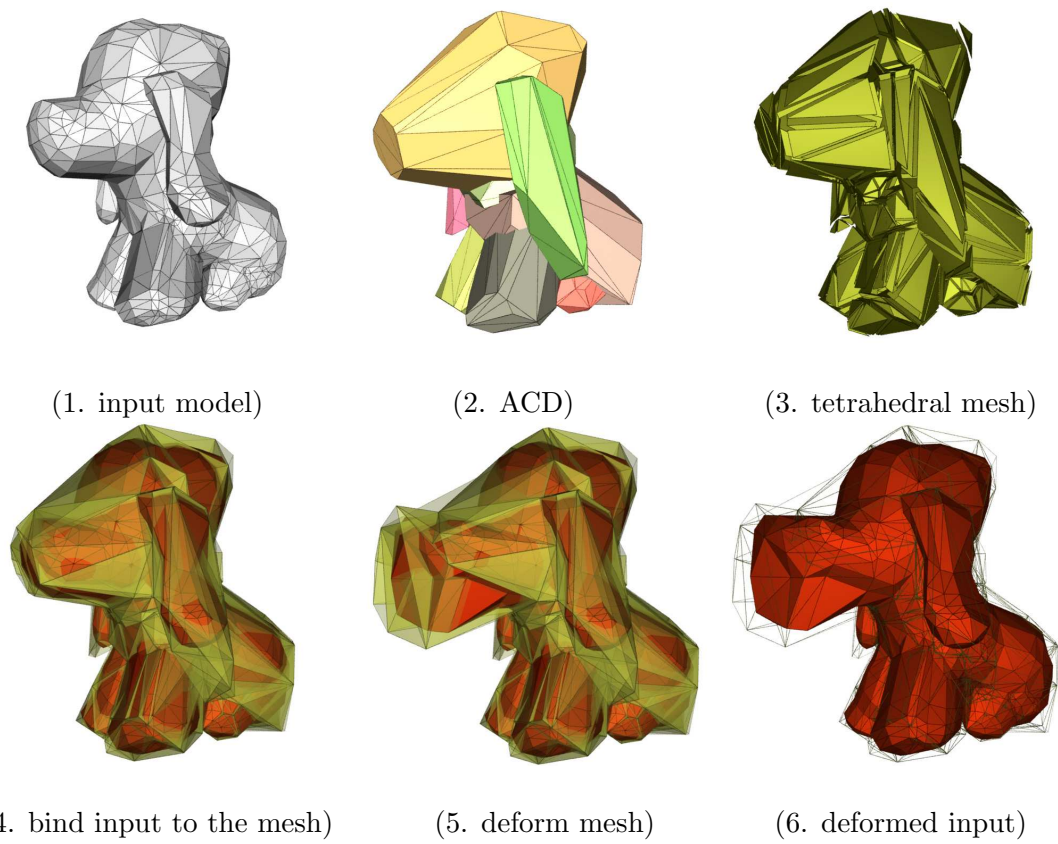 (1. input model)
(2. ACD)
(3. tetrahedral mesh)
4. bind input to the mesh)
(5. deform mesh)
(6. deformed input)